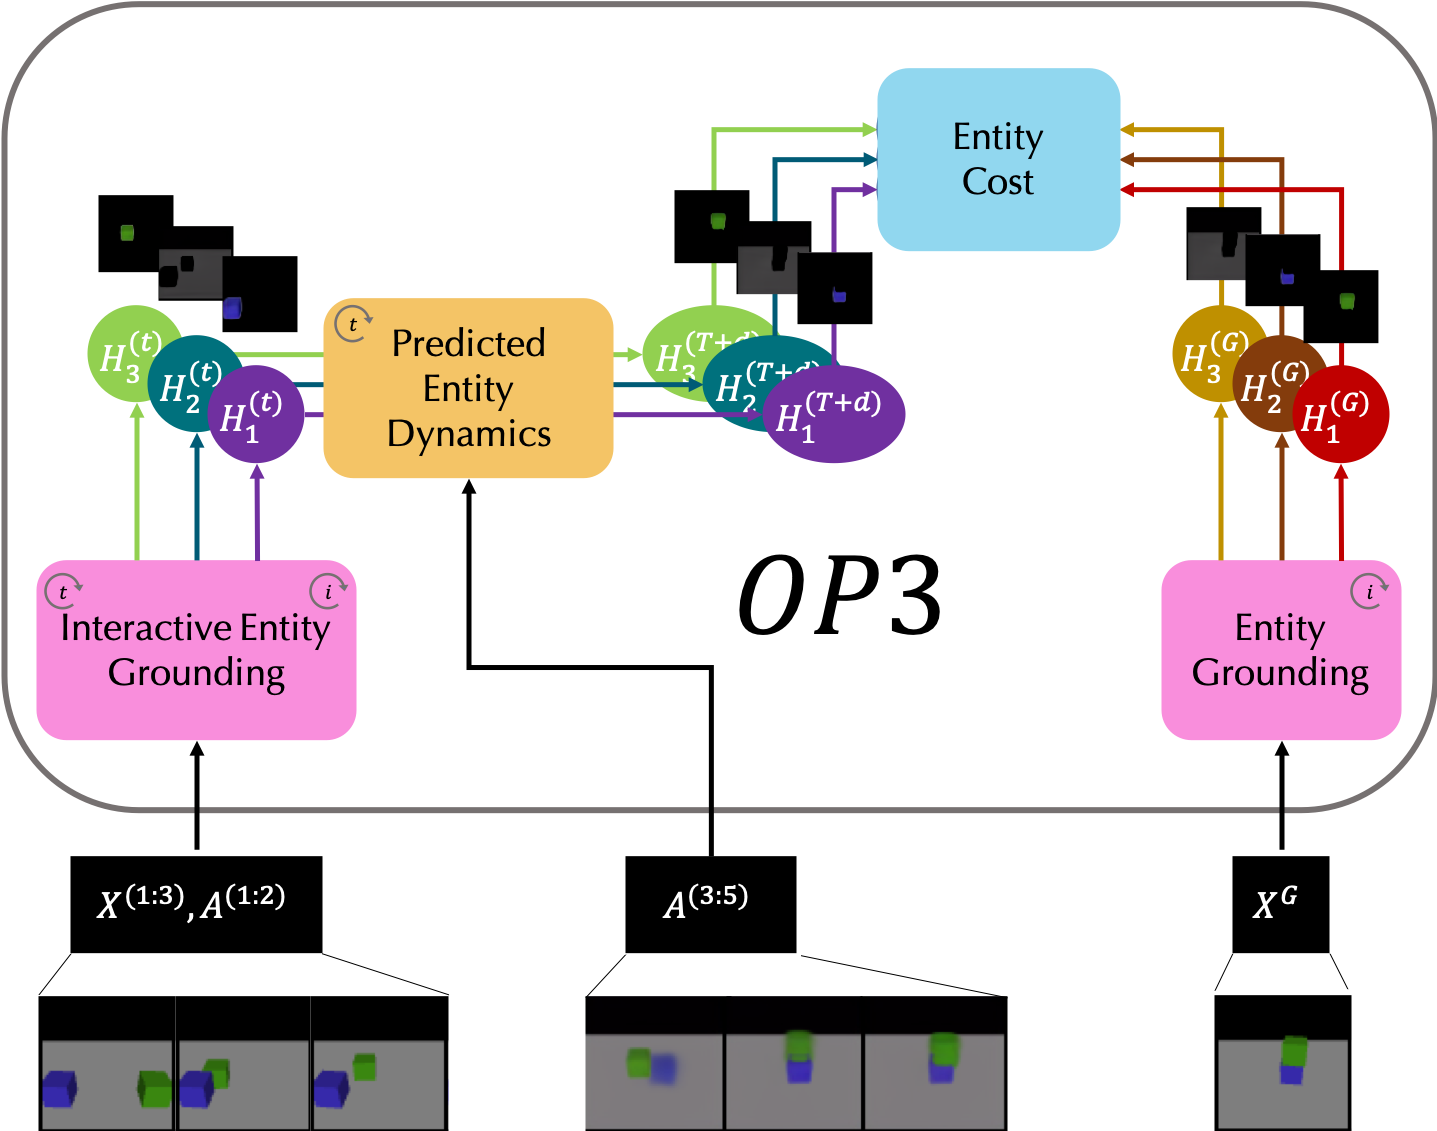 Entity
Cost
t
Predicted
Entity
Dynamics
H_3^{(t)}
H_2^{(t)}
H_1^{(t)}
H_3^{(T+d)}
H_2^{(T+d)}
H_1^{(T+d)}
H_3^{(G)}
H_2^{(G)}
H_1^{(G)}
OP3
t
i
Interactive Entity
Grounding
i
Entity
Grounding
X^{(1:3)}, A^{(1:2)}
A^{(3:5)}
X^G